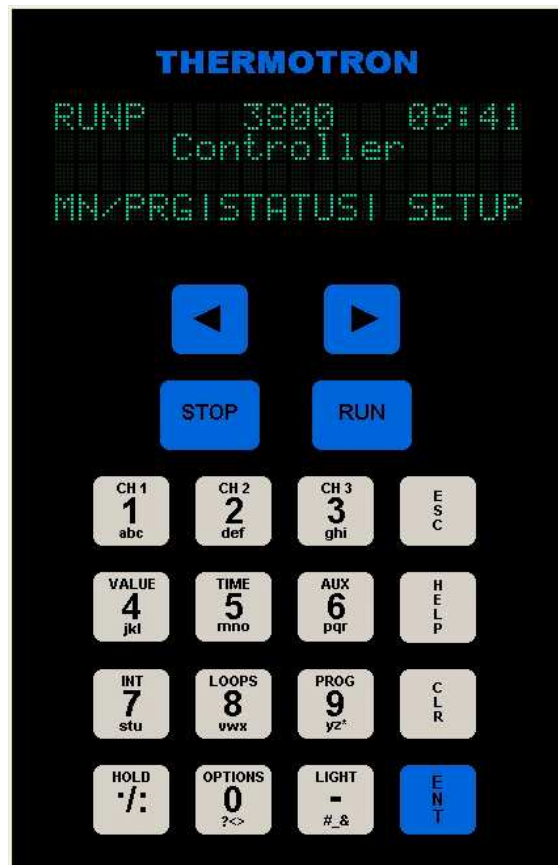 THERMOTRON
RUNP 3800 09:41
Controller
MN/PRG|STATUS| SETUP
STOP RUN
CH 1 CH 2 CH 3
1 2 3 ESC
abc def ghi
VALUE TIME AUX
4 5 6 HELP
jkl mno pqr
INT LOOPS PROG
7 8 9 CLR
stu vwx yz*
HOLD OPTIONS LIGHT
·/: 0 - ENT
?<> #_&